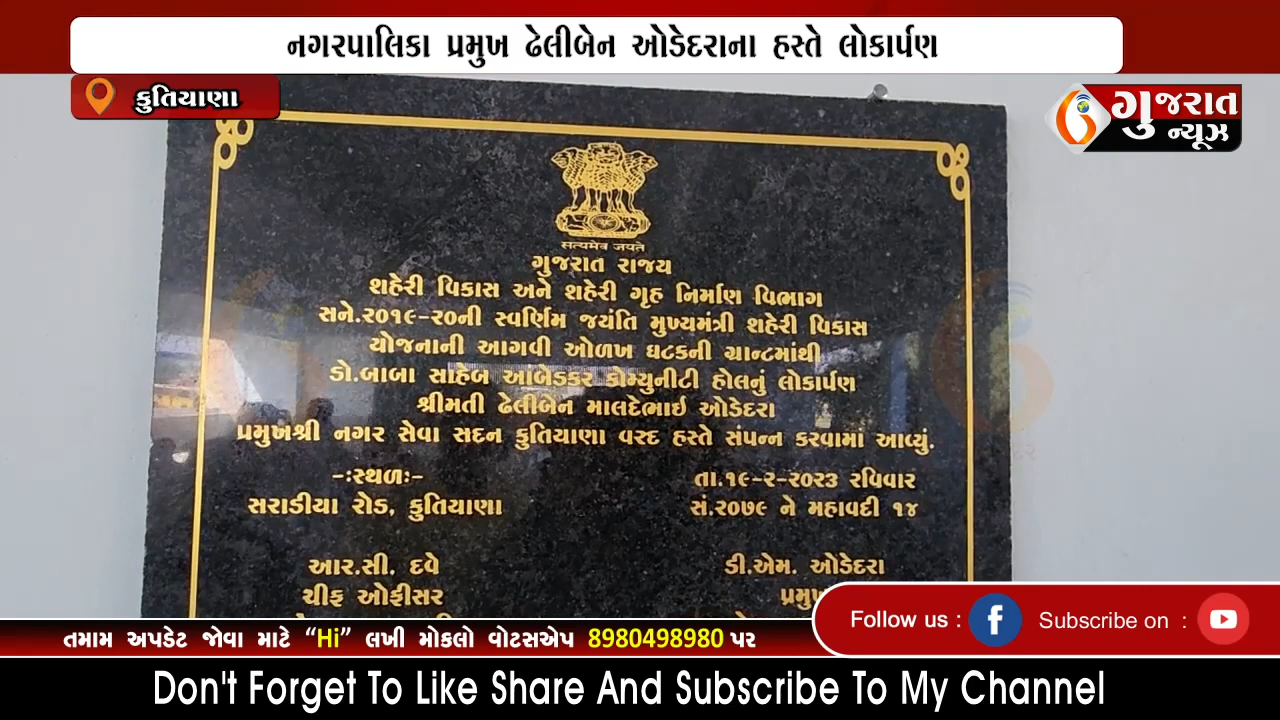 નગરપાલિકા પ્રમુખ ઢેલીબેન ઓડેદરાના હસ્તે લોકાર્પણ
કુતિયાણા
ગુજરાત
ન્યૂઝ
सत्यमेव जयते
ગુજરાત રાજય
શહેરી વિકાસ અને શહેરી ગૃહ નિર્માણ વિભાગ
સને.૨૦૧૯-૨૦ની સ્વર્ણિમ જયંતિ મુખ્યમંત્રી શહેરી વિકાસ
યોજનાની આગવી ઓળખ ઘટકની ગ્રાન્ટમાંથી
ડો.બાબા સાહેબ આંબેડકર કોમ્યુનીટી હોલનું લોકાર્પણ
શ્રીમતી ઢેલીબેન માલદેભાઇ ઓડેદરા
પ્રમુખશ્રી નગર સેવા સદન કુતિયાણા વરદ હસ્તે સંપન્ન કરવામાં આવ્યું.
-:સ્થળ:-
સરાડીયા રોડ, કુતિયાણા
તા.૧૯-૨-૨૦૨૩ રવિવાર
સં.૨૦૭૯ ને મહાવદી ૧૪
આર.સી. દવે
ચીફ ઓફીસર
ડી.એમ. ઓડેદરા
Follow us :
Subscribe on :
તમામ અપડેટ જોવા માટે “Hi” લખી મોકલો વોટસએપ 8980498980 પર
Don't Forget To Like Share And Subscribe To My Channel